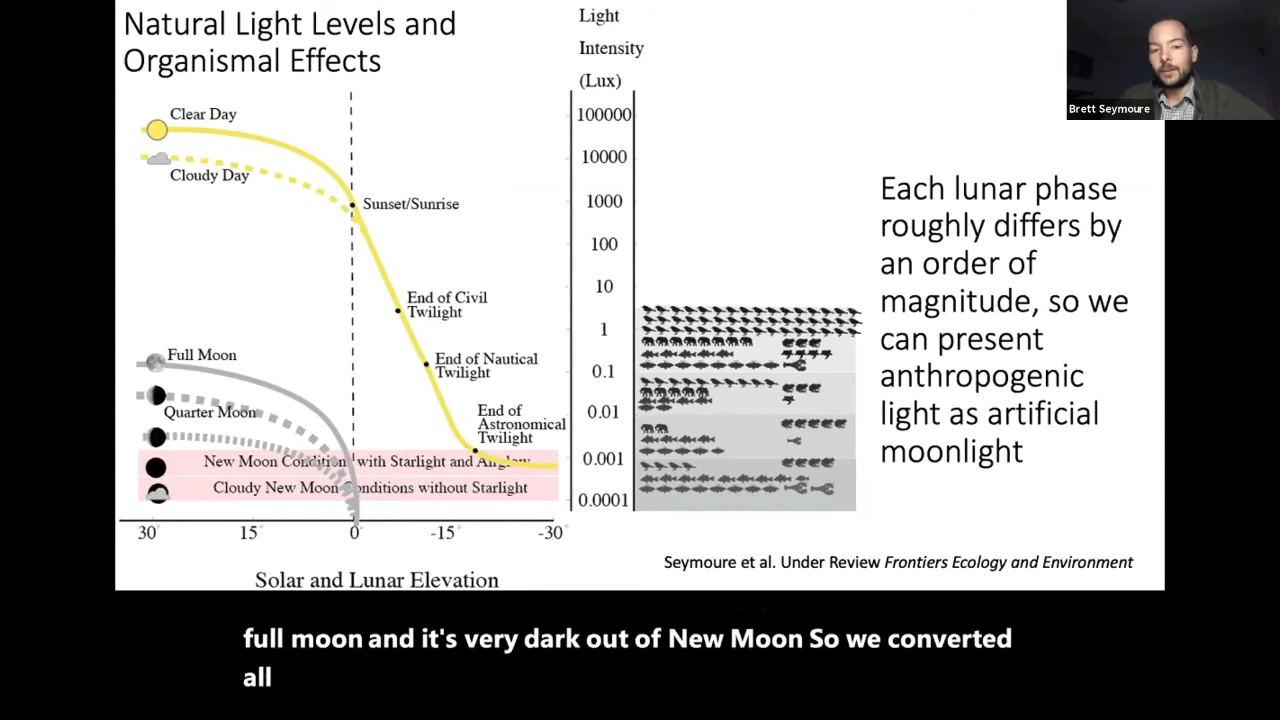 Natural Light Levels and
Organismal Effects
Light
Intensity
(Lux)
Brett Seymoure
Clear Day
Cloudy Day
Sunset/Sunrise
End of Civil
Twilight
End of Nautical
Twilight
End of
Astronomical
Twilight
Full Moon
Quarter Moon
New Moon Conditions with Starlight and Airglow
Cloudy New Moon Conditions without Starlight
30°
15°
0°
-15°
-30°
Solar and Lunar Elevation
100000
10000
1000
100
10
1
0.1
0.01
0.001
0.0001
Each lunar phase
roughly differs by
an order of
magnitude, so we
can present
anthropogenic
light as artificial
moonlight
Seymoure et al. Under Review Frontiers Ecology and Environment
full moon and it's very dark out of New Moon So we converted
all